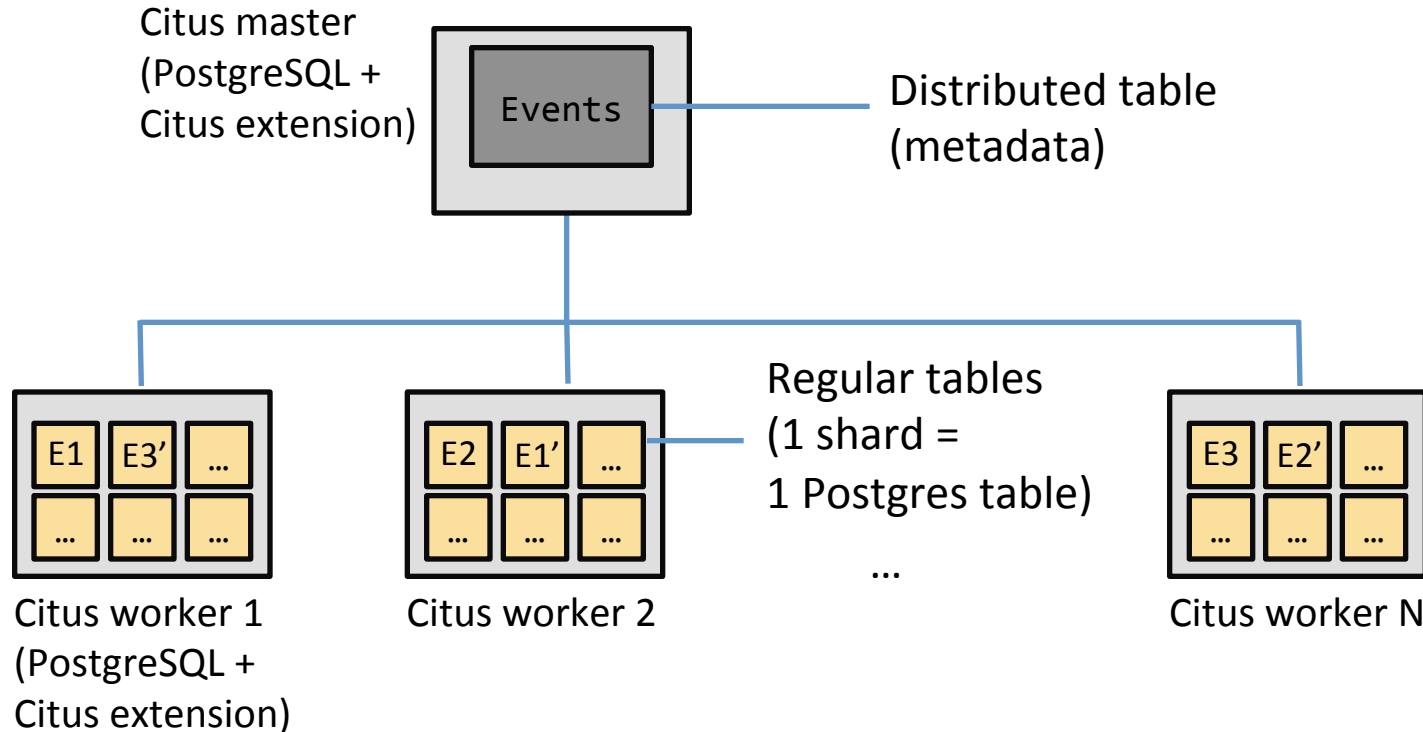 Citus master
(PostgreSQL +
Citus extension)
Events
Distributed table
(metadata)
Regular tables
(1 shard =
1 Postgres table)
…
E1 E3’ …
… … …
E2 E1’ …
… … …
E3 E2’ …
… … …
Citus worker 1
(PostgreSQL +
Citus extension)
Citus worker 2
Citus worker N